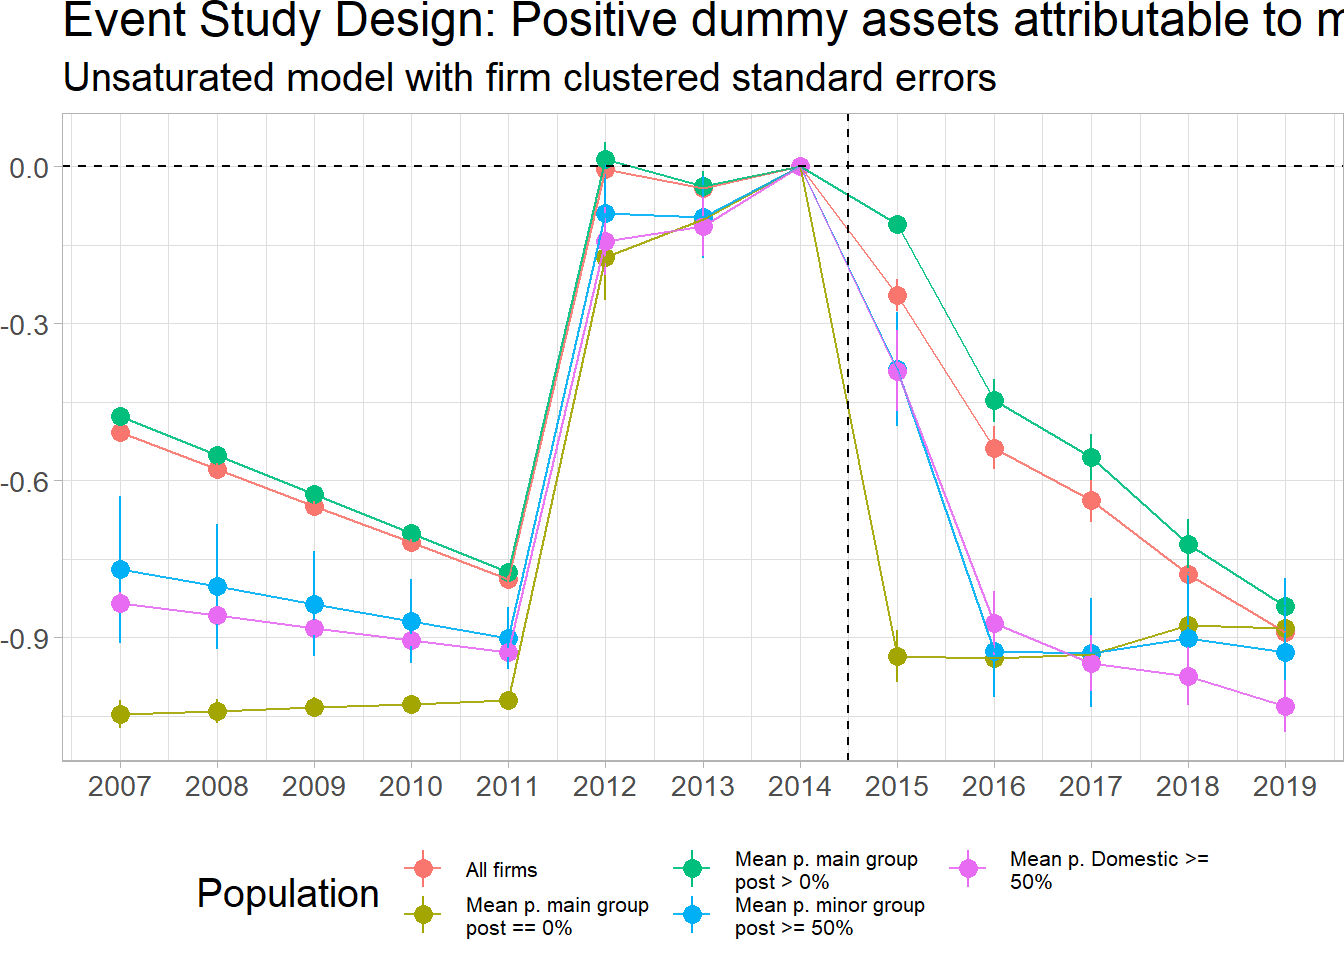 Event Study Design: Positive dummy assets attributable to
Unsaturated model with firm clustered standard errors
0.0
-0.3
-0.6
-0.9
2007 2008 2009 2010 2011 2012 2013 2014 2015 2016 2017 2018 2019
Population
All firms
Mean p. main group
post == 0%
Mean p. main group
post > 0%
Mean p. minor group
post >= 50%
Mean p. Domestic >=
50%